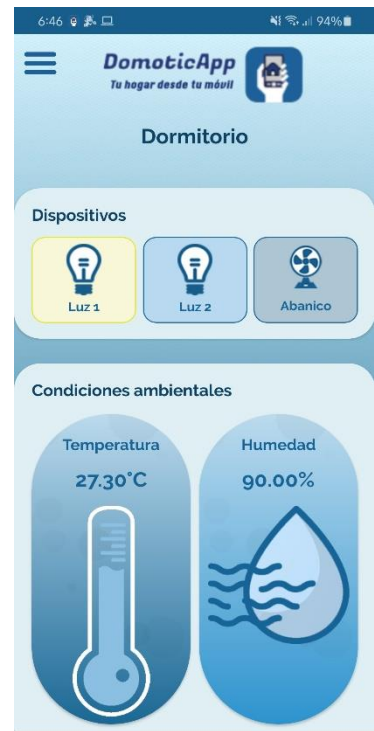 6:46 94%
DomoticApp
Tu hogar desde tu móvil
Dormitorio
Dispositivos
Luz 1 Luz 2 Abanico
Condiciones ambientales
Temperatura Humedad
27.30°C 90.00%